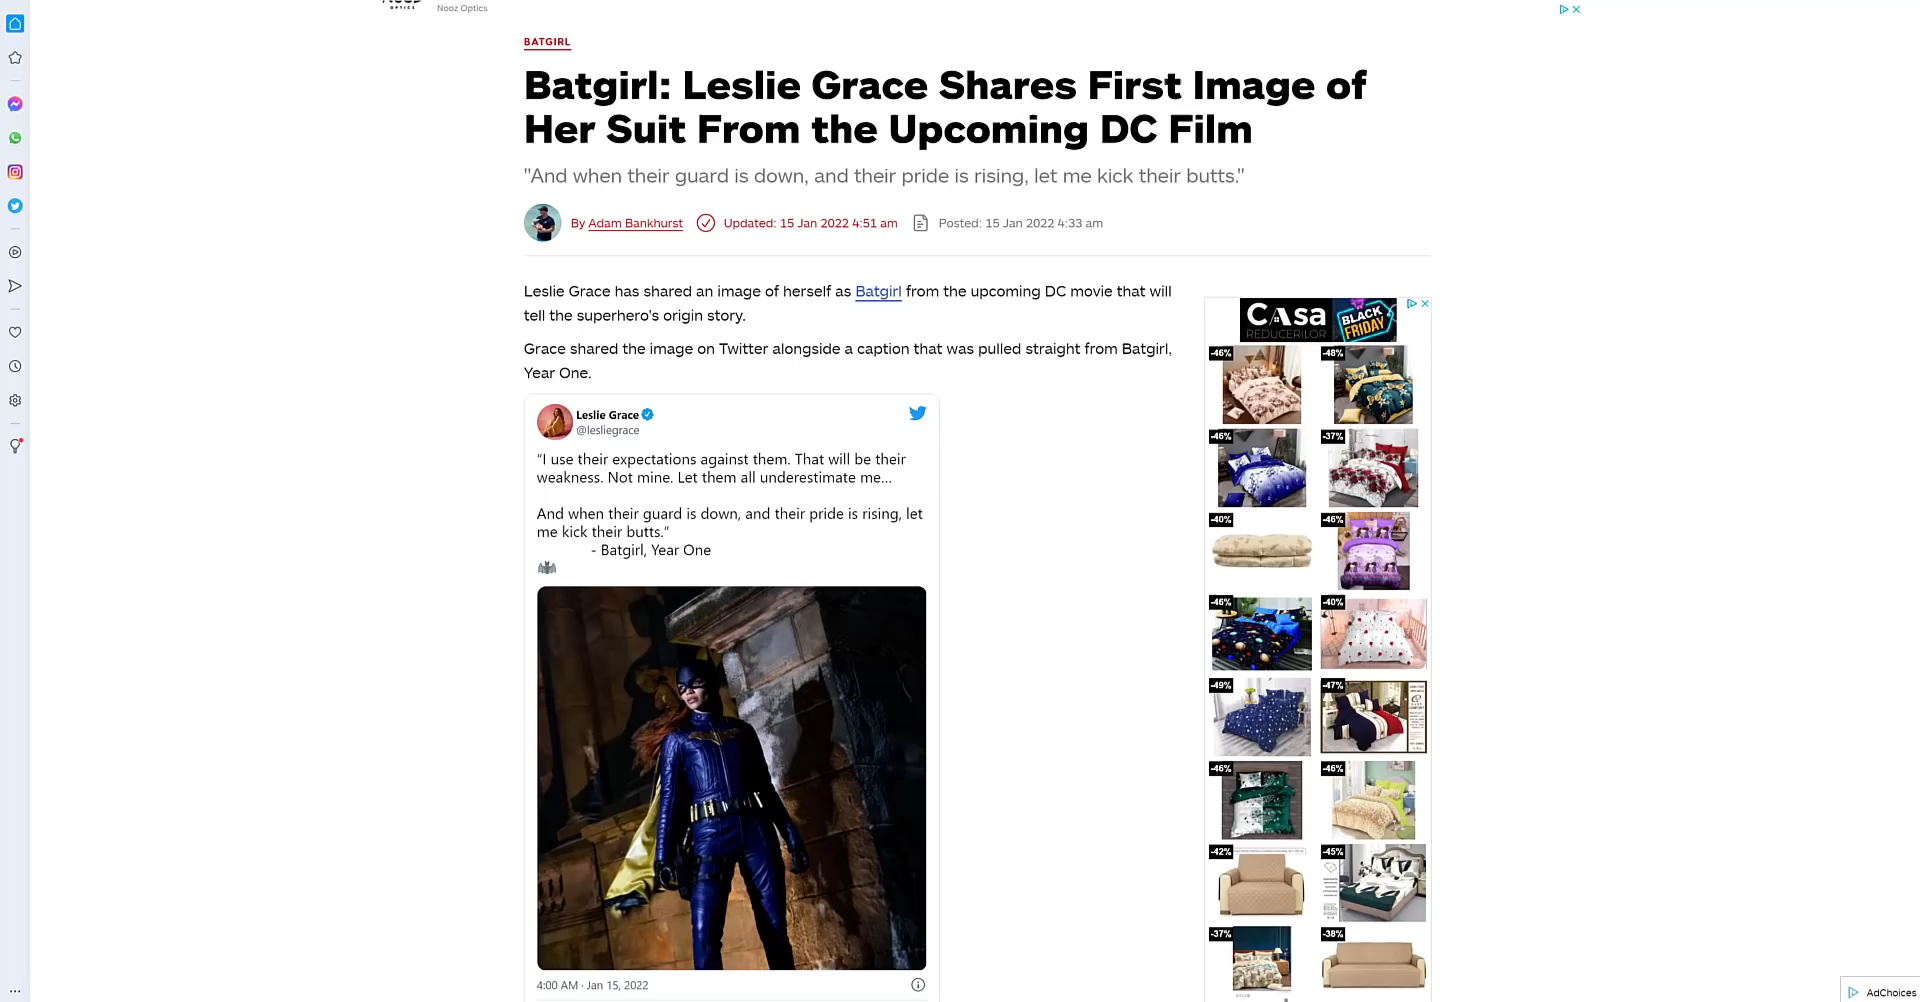 OPTICS
Nooz Optics
BATGIRL
Batgirl: Leslie Grace Shares First Image of
Her Suit From the Upcoming DC Film
"And when their guard is down, and their pride is rising, let me kick their butts."
By Adam Bankhurst Updated: 15 Jan 2022 4:51 am Posted: 15 Jan 2022 4:33 am
Leslie Grace has shared an image of herself as Batgirl from the upcoming DC movie that will
tell the superhero's origin story.
Grace shared the image on Twitter alongside a caption that was pulled straight from Batgirl,
Year One.
Leslie Grace
@lesliegrace
“I use their expectations against them. That will be their
weakness. Not mine. Let them all underestimate me...
And when their guard is down, and their pride is rising, let
me kick their butts.”
- Batgirl, Year One
4:00 AM · Jan 15, 2022
CASA
REDUCERILOR
BLACK
FRIDAY
-46% -48%
-46% -37%
-40% -46%
-46% -40%
-49% -47%
-46% -46%
-42% -45%
-37% -38%
AdChoices